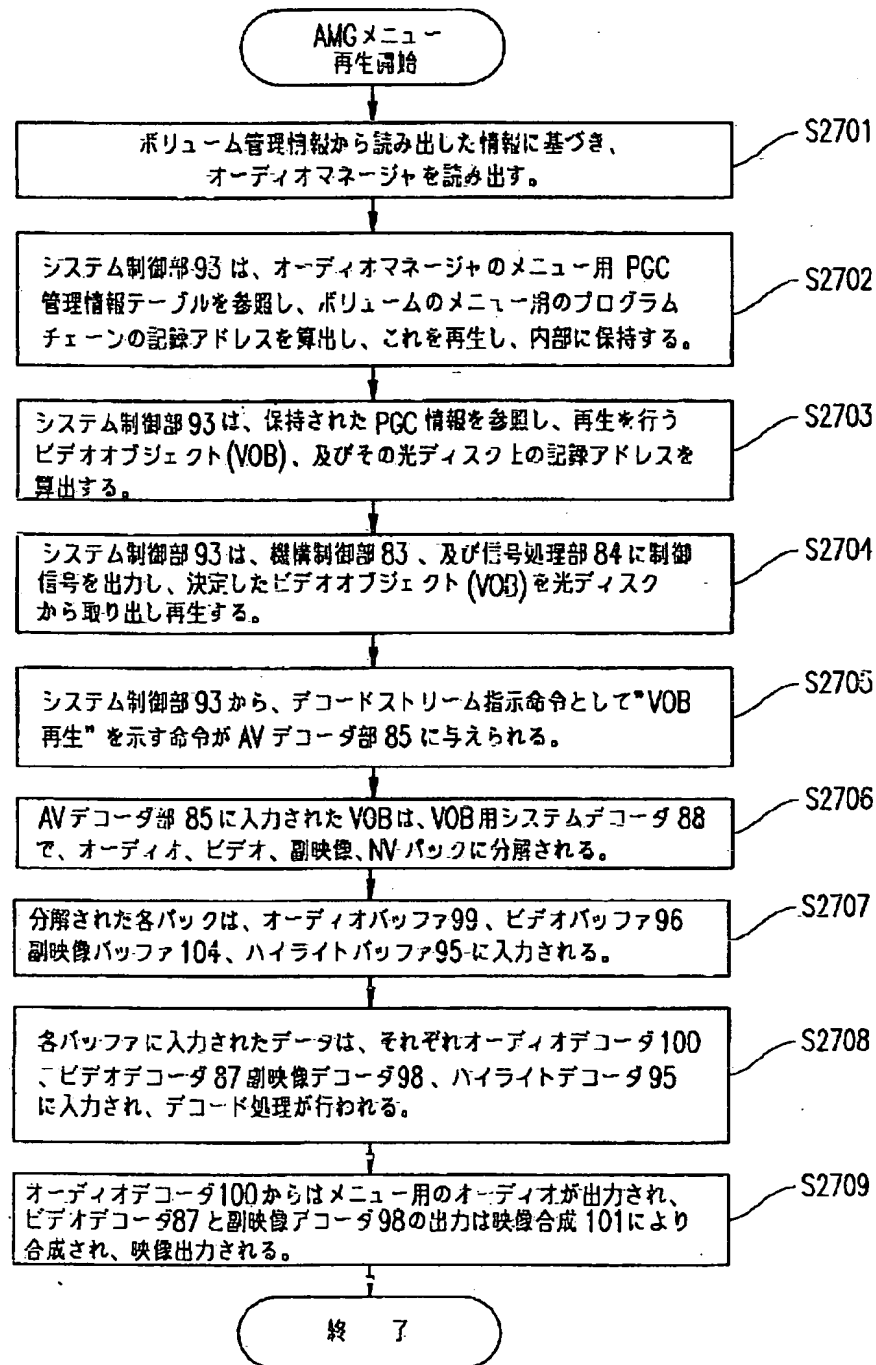 AMGメニュー
再生開始
ボリューム管理情報から読み出した情報に基づき、
オーディオマネージャを読み出す。
S2701
システム制御部93は、オーディオマネージャのメニュー用 PGC
管理情報テーブルを参照し、ボリュームのメニュー用のプログラム
チェーンの記録アドレスを算出し、これを再生し、内部に保持する。
S2702
システム制御部93は、保持された PGC 情報を参照し、再生を行う
ビデオオブジェクト(VOB)、及びその光ディスク上の記録アドレスを
算出する。
S2703
システム制御部93は、機構制御部83、及び信号処理部84に制御
信号を出力し、決定したビデオオブジェクト(VOB)を光ディスク
から取り出し再生する。
S2704
システム制御部93から、デコードストリーム指示命令として"VOB
再生"を示す命令が AVデコーダ部85に与えられる。
S2705
AVデコーダ部85に入力されたVOBは、VOB用システムデコーダ88
で、オーディオ、ビデオ、副映像、NVパックに分解される。
S2706
分解された各パックは、オーディオバッファ99、ビデオバッファ96
副映像バッファ104、ハイライトバッファ95に入力される。
S2707
各バッファに入力されたデータは、それぞれオーディオデコーダ100
、ビデオデコーダ87副映像デコーダ98、ハイライトデコーダ95
に入力され、デコード処理が行われる。
S2708
オーディオデコーダ100からはメニュー用のオーディオが出力され、
ビデオデコーダ87と副映像アコーダ98の出力は映像合成101により
合成され、映像出力される。
S2709
終 了